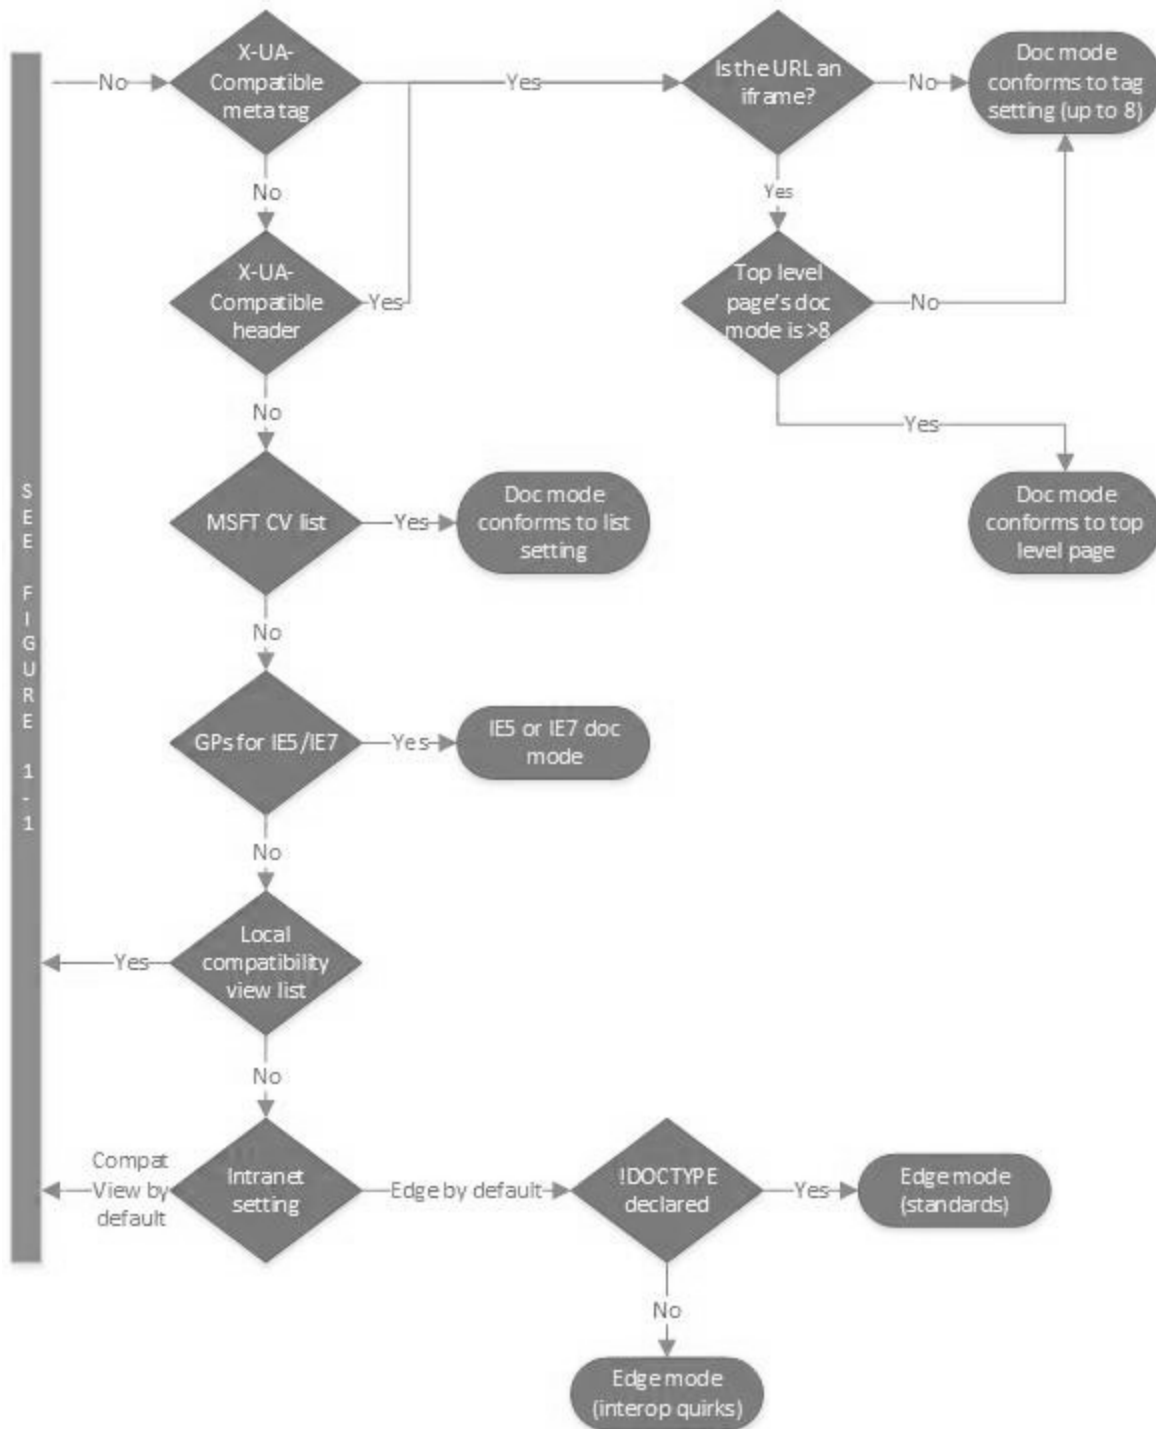 No
X-UA-
Compatible
meta tag
Yes
Is the URL an
iframe?
No
Doc mode
conforms to tag
setting (up to 8)
No
Yes
X-UA-
Compatible
header
Yes
Top level
page's doc
mode is >8
No
No
Yes
MSFT CV list
Yes
Doc mode
conforms to list
setting
Doc mode
conforms to top
level page
SEE FIGURE 1-1
No
GPs for IE5/IE7
Yes
IE5 or IE7 doc
mode
No
Local
compatibility
view list
Yes
No
Compat
View by
default
Intranet
setting
Edge by default
!DOCTYPE
declared
Yes
Edge mode
(standards)
No
Edge mode
(interop quirks)